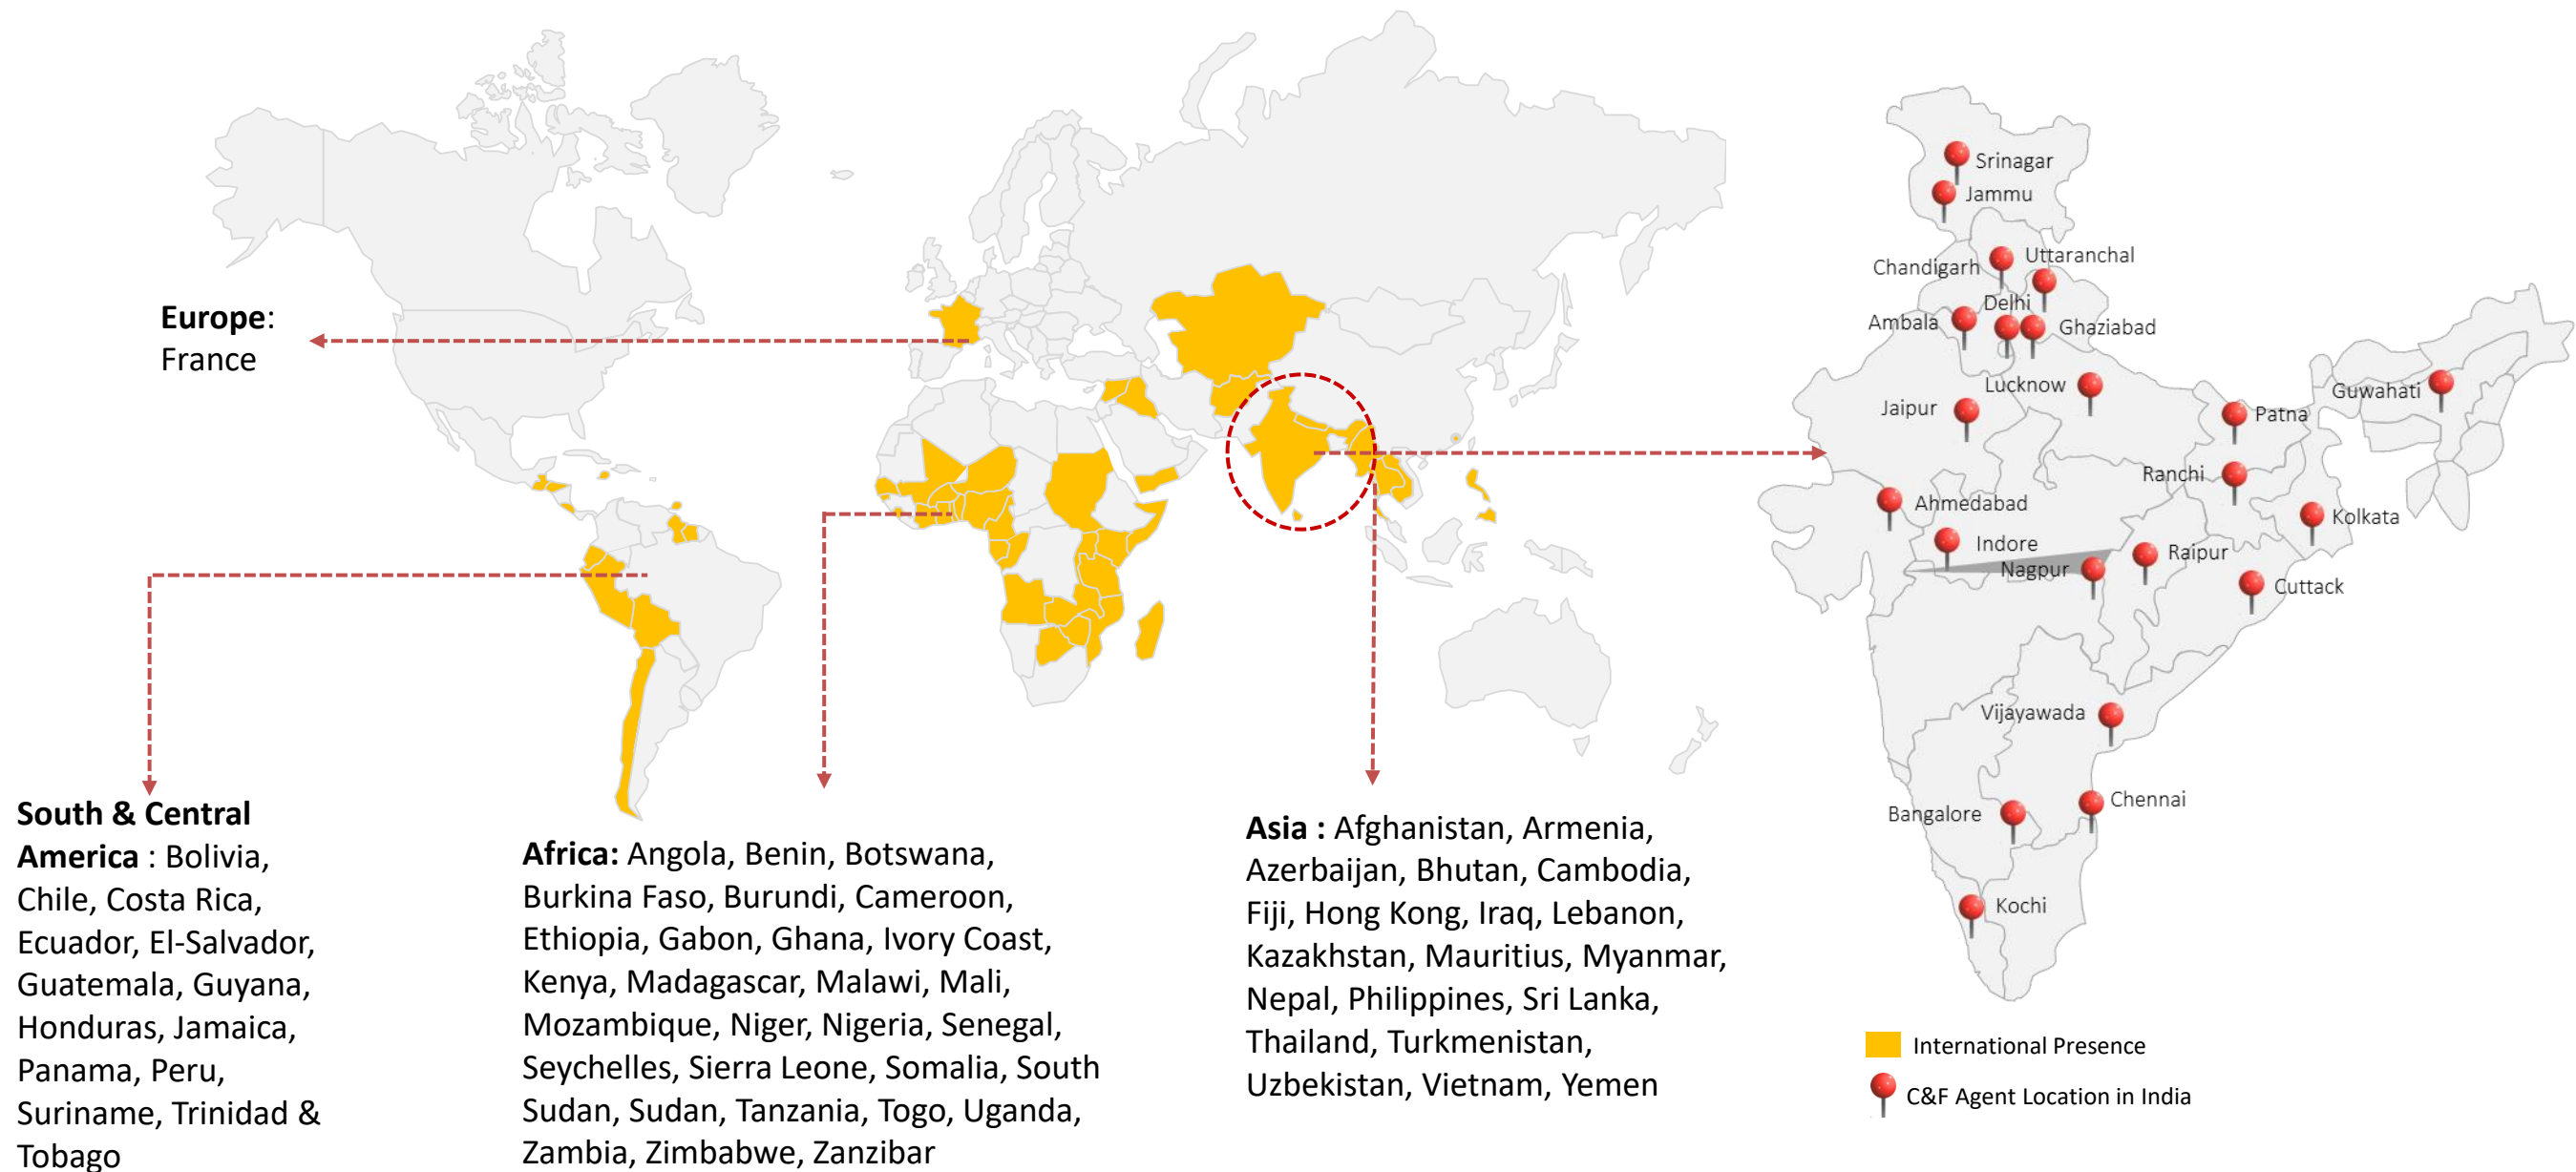 Europe:
France
South & Central
America : Bolivia,
Chile, Costa Rica,
Ecuador, El-Salvador,
Guatemala, Guyana,
Honduras, Jamaica,
Panama, Peru,
Suriname, Trinidad &
Tobago
Africa: Angola, Benin, Botswana,
Burkina Faso, Burundi, Cameroon,
Ethiopia, Gabon, Ghana, Ivory Coast,
Kenya, Madagascar, Malawi, Mali,
Mozambique, Niger, Nigeria, Senegal,
Seychelles, Sierra Leone, Somalia, South
Sudan, Sudan, Tanzania, Togo, Uganda,
Zambia, Zimbabwe, Zanzibar
Asia : Afghanistan, Armenia,
Azerbaijan, Bhutan, Cambodia,
Fiji, Hong Kong, Iraq, Lebanon,
Kazakhstan, Mauritius, Myanmar,
Nepal, Philippines, Sri Lanka,
Thailand, Turkmenistan,
Uzbekistan, Vietnam, Yemen
Srinagar
Jammu
Uttaranchal
Chandigarh
Delhi
Ambala
Ghaziabad
Lucknow
Guwahati
Jaipur
Patna
Ranchi
Ahmedabad
Kolkata
Indore
Raipur
Nagpur
Cuttack
Vijayawada
Chennai
Bangalore
Kochi
International Presence
C&F Agent Location in India